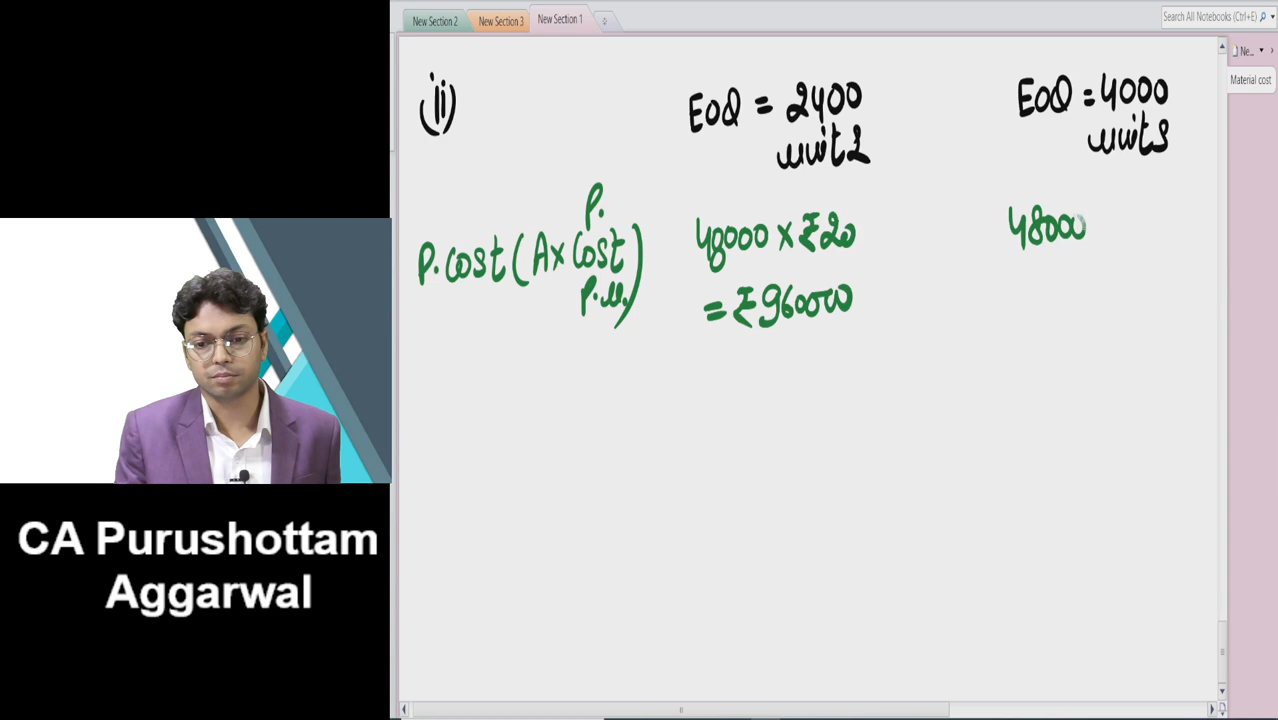 New Section 2 New Section 3 New Section 1
Search All Notebooks (Ctrl+E)
Ne...
Material cost
(ii) EOQ = 2400 units EOQ = 4000 units
P. Cost (A x P. Cost P.U.) 48000 x ₹20 48000
= ₹960000
CA Purushottam
Aggarwal